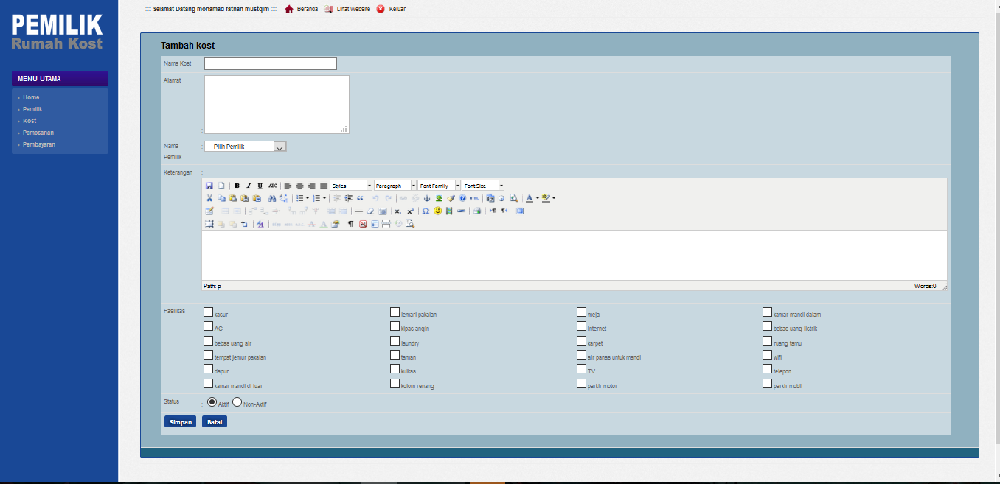 PEMILIK
Rumah Kost
MENU UTAMA
Home
Pemilik
Kost
Pemesanan
Pembayaran
:::: Selamat Datang mohamad fathan mustqim :::: Beranda Lihat Website Keluar
Tambah kost
Nama Kost :
Alamat :
Nama Pemilik : -- Pilih Pemilik --
Keterangan :
B I U ABC Styles Paragraph Font Family Font Size
HTML
Path: p Words:0
Fasilitas
kasur lemari pakaian meja kamar mandi dalam
AC kipas angin internet bebas uang listrik
bebas uang air laundry karpet ruang tamu
tempat jemur pakaian taman air panas untuk mandi wifi
dapur kulkas TV telepon
kamar mandi di luar kolom renang parkir motor parkir mobil
Status : Aktif Non-Aktif
Simpan Batal